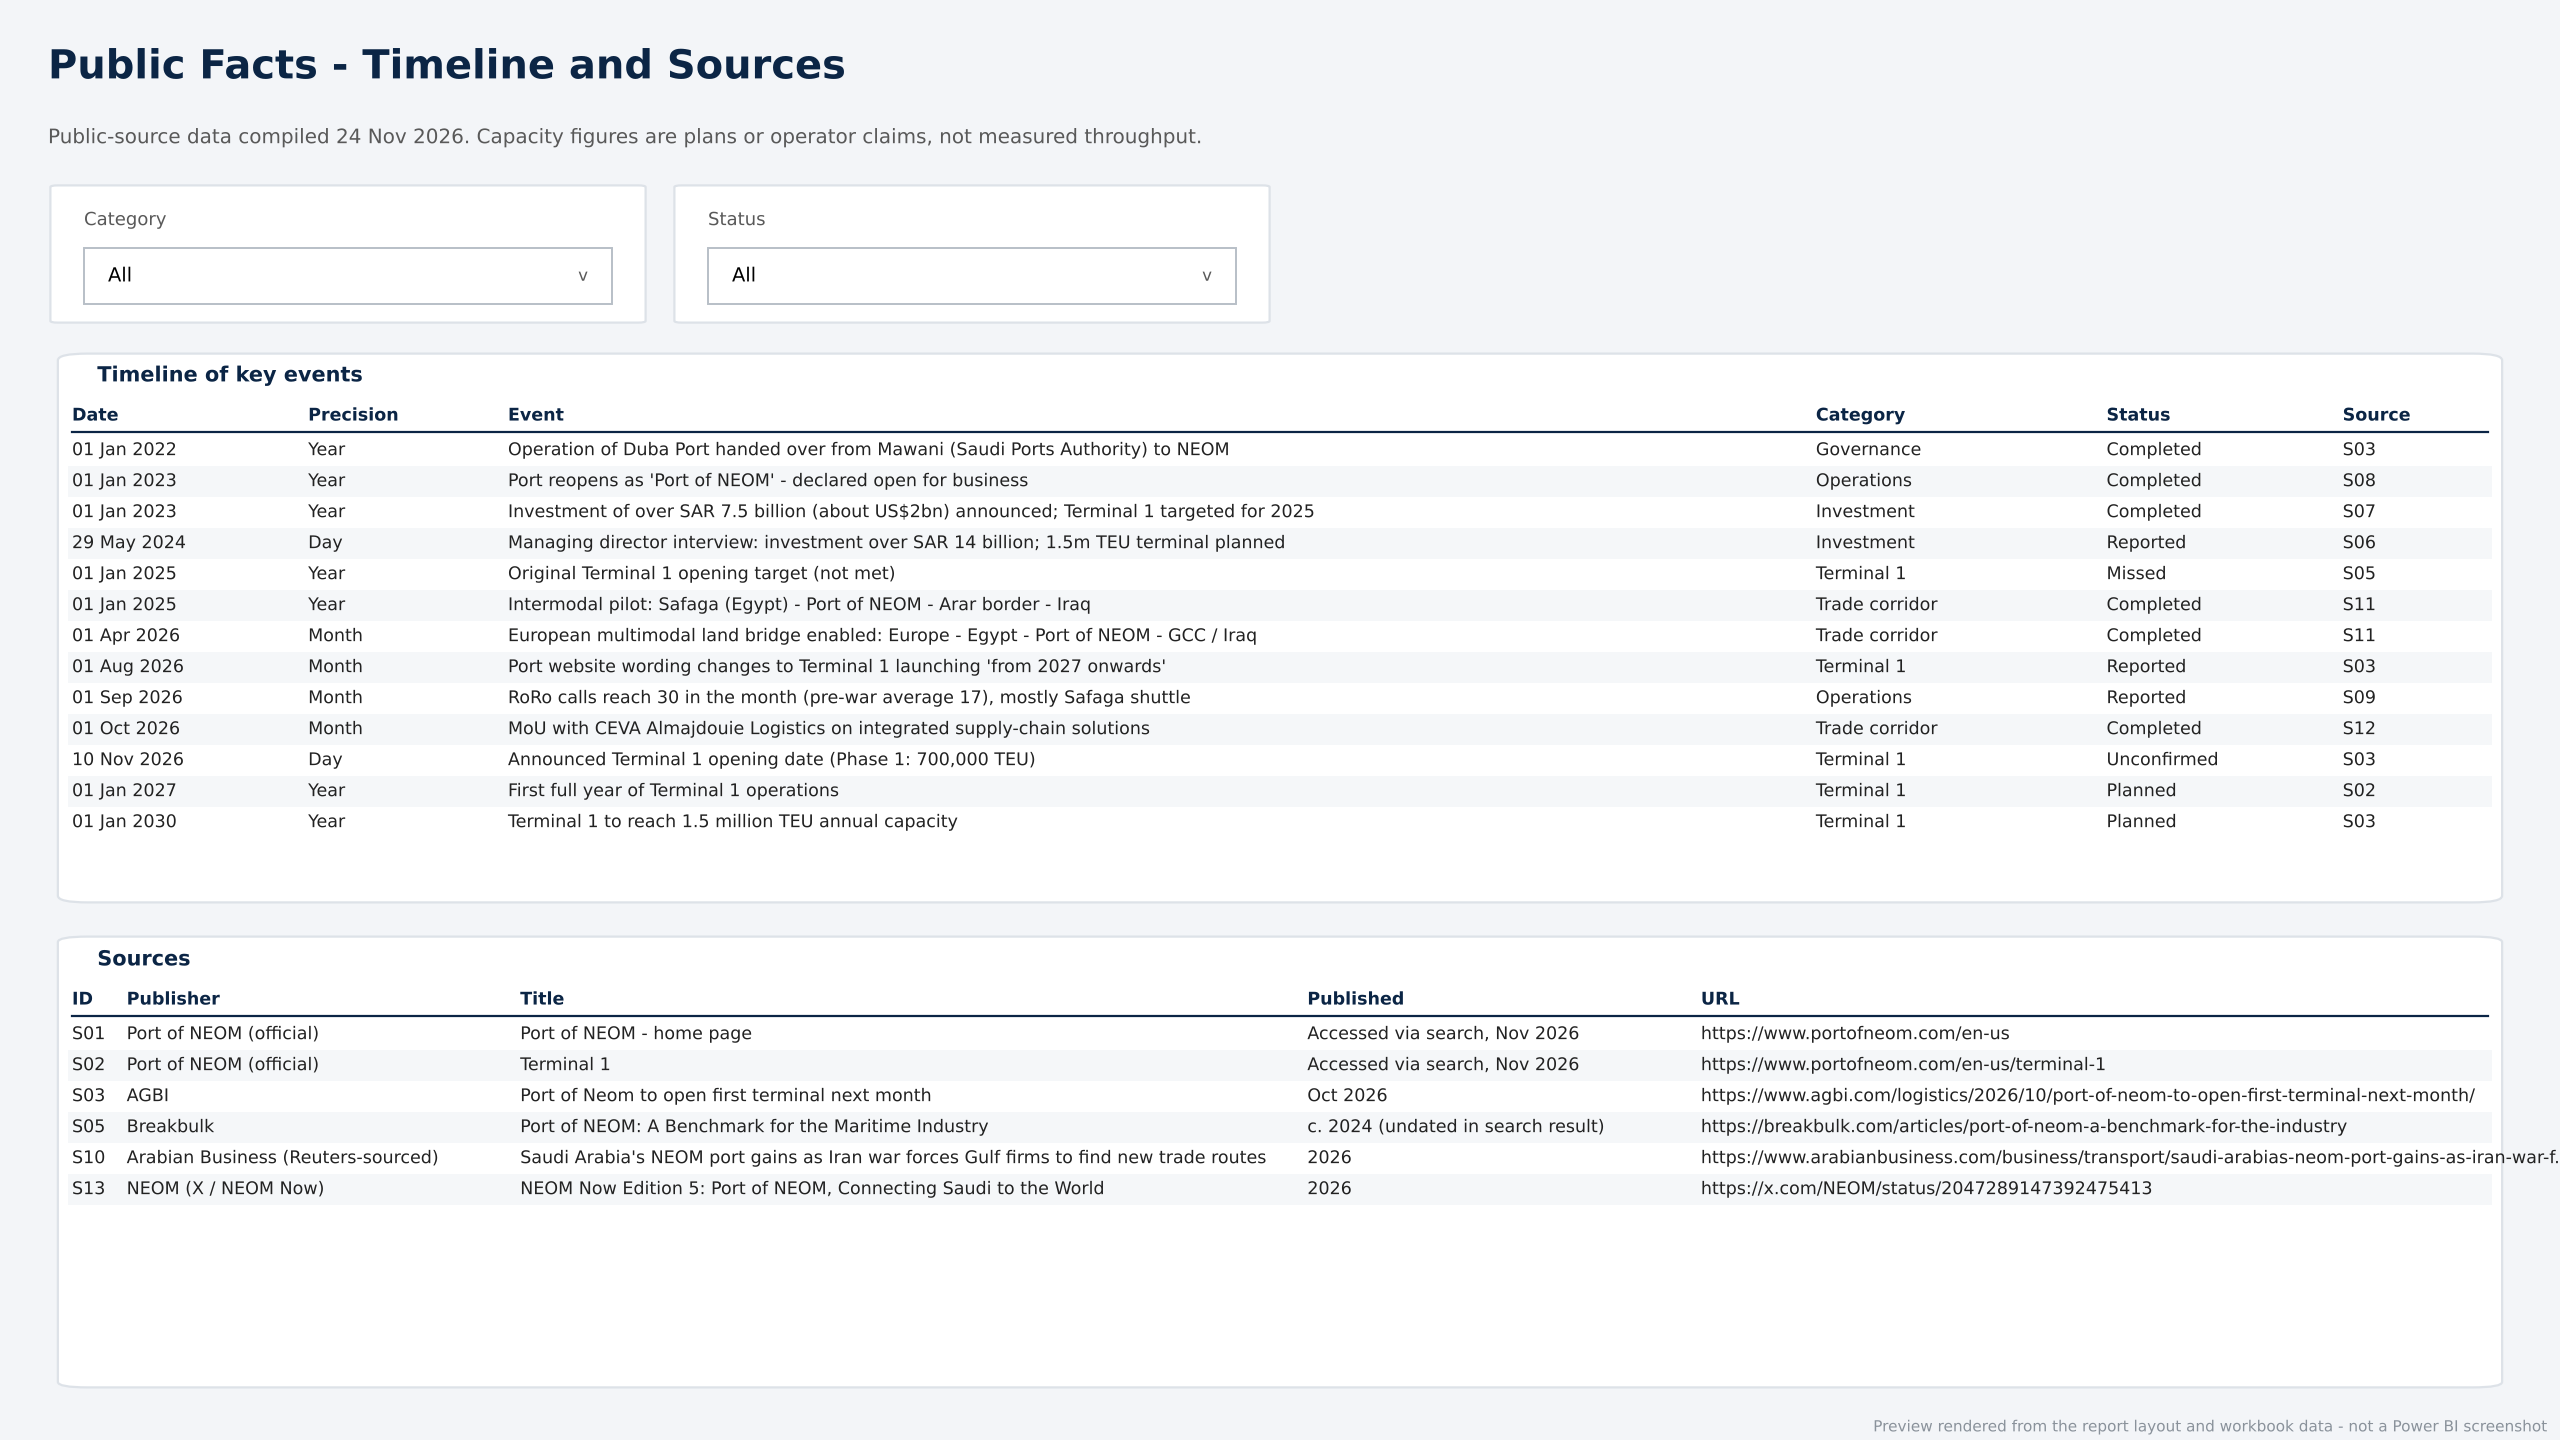 Public Facts - Timeline and Sources
Public-source data compiled 24 Nov 2026. Capacity figures are plans or operator claims, not measured throughput.
Category Status
All v All v
Timeline of key events
Date Precision Event Category Status Source
01 Jan 2022 Year Operation of Duba Port handed over from Mawani (Saudi Ports Authority) to NEOM Governance Completed S03
01 Jan 2023 Year Port reopens as 'Port of NEOM' - declared open for business Operations Completed S08
01 Jan 2023 Year Investment of over SAR 7.5 billion (about US$2bn) announced; Terminal 1 targeted for 2025 Investment Completed S07
29 May 2024 Day Managing director interview: investment over SAR 14 billion; 1.5m TEU terminal planned Investment Reported S06
01 Jan 2025 Year Original Terminal 1 opening target (not met) Terminal 1 Missed S05
01 Jan 2025 Year Intermodal pilot: Safaga (Egypt) - Port of NEOM - Arar border - Iraq Trade corridor Completed S11
01 Apr 2026 Month European multimodal land bridge enabled: Europe - Egypt - Port of NEOM - GCC / Iraq Trade corridor Completed S11
01 Aug 2026 Month Port website wording changes to Terminal 1 launching 'from 2027 onwards' Terminal 1 Reported S03
01 Sep 2026 Month RoRo calls reach 30 in the month (pre-war average 17), mostly Safaga shuttle Operations Reported S09
01 Oct 2026 Month MoU with CEVA Almajdouie Logistics on integrated supply-chain solutions Trade corridor Completed S12
10 Nov 2026 Day Announced Terminal 1 opening date (Phase 1: 700,000 TEU) Terminal 1 Unconfirmed S03
01 Jan 2027 Year First full year of Terminal 1 operations Terminal 1 Planned S02
01 Jan 2030 Year Terminal 1 to reach 1.5 million TEU annual capacity Terminal 1 Planned S03
Sources
ID Publisher Title Published URL
S01 Port of NEOM (official) Port of NEOM - home page Accessed via search, Nov 2026 https://www.portofneom.com/en-us
S02 Port of NEOM (official) Terminal 1 Accessed via search, Nov 2026 https://www.portofneom.com/en-us/terminal-1
S03 AGBI Port of Neom to open first terminal next month Oct 2026 https://www.agbi.com/logistics/2026/10/port-of-neom-to-open-first-terminal-next-month/
S05 Breakbulk Port of NEOM: A Benchmark for the Maritime Industry c. 2024 (undated in search result) https://breakbulk.com/articles/port-of-neom-a-benchmark-for-the-industry
S10 Arabian Business (Reuters-sourced) Saudi Arabia's NEOM port gains as Iran war forces Gulf firms to find new trade routes 2026 https://www.arabianbusiness.com/business/transport/saudi-arabias-neom-port-gains-as-iran-war-f.
S13 NEOM (X / NEOM Now) NEOM Now Edition 5: Port of NEOM, Connecting Saudi to the World 2026 https://x.com/NEOM/status/2047289147392475413
Preview rendered from the report layout and workbook data - not a Power BI screenshot